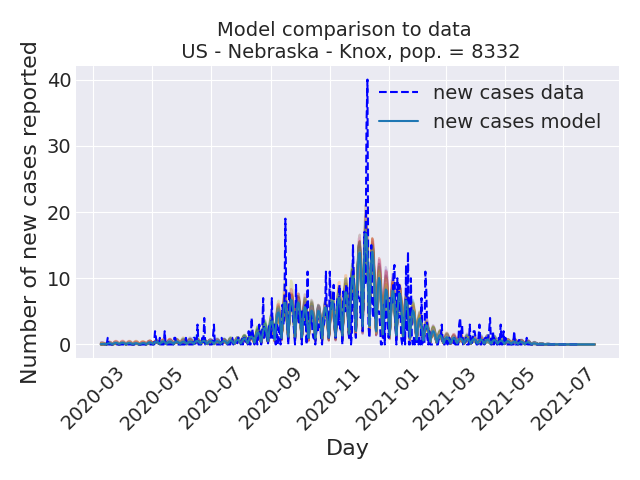 Model comparison to data
US - Nebraska - Knox, pop. = 8332
Number of new cases reported
40
30
20
10
0
new cases data
new cases model
2020-03
2020-05
2020-07
2020-09
2020-11
2021-01
2021-03
2021-05
2021-07
Day